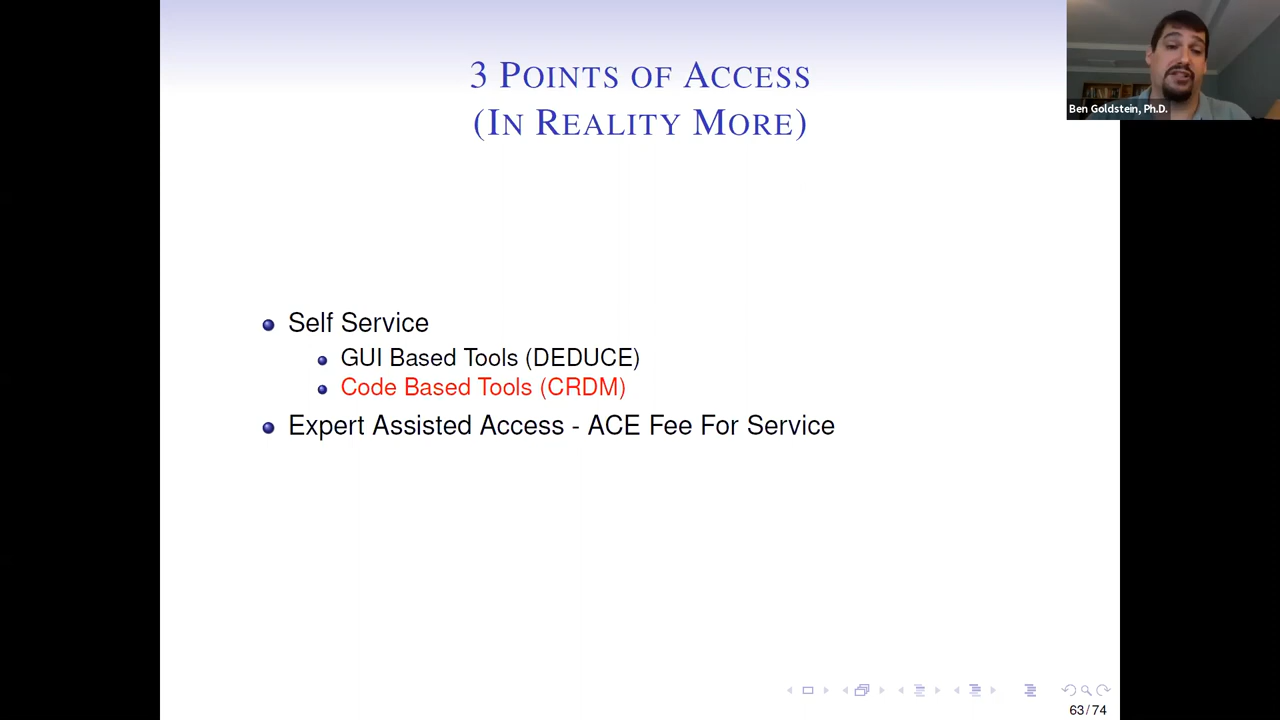 3 POINTS OF ACCESS
(IN REALITY MORE)
Ben Goldstein, Ph.D.
Self Service
GUI Based Tools (DEDUCE)
Code Based Tools (CRDM)
Expert Assisted Access - ACE Fee For Service
63 / 74